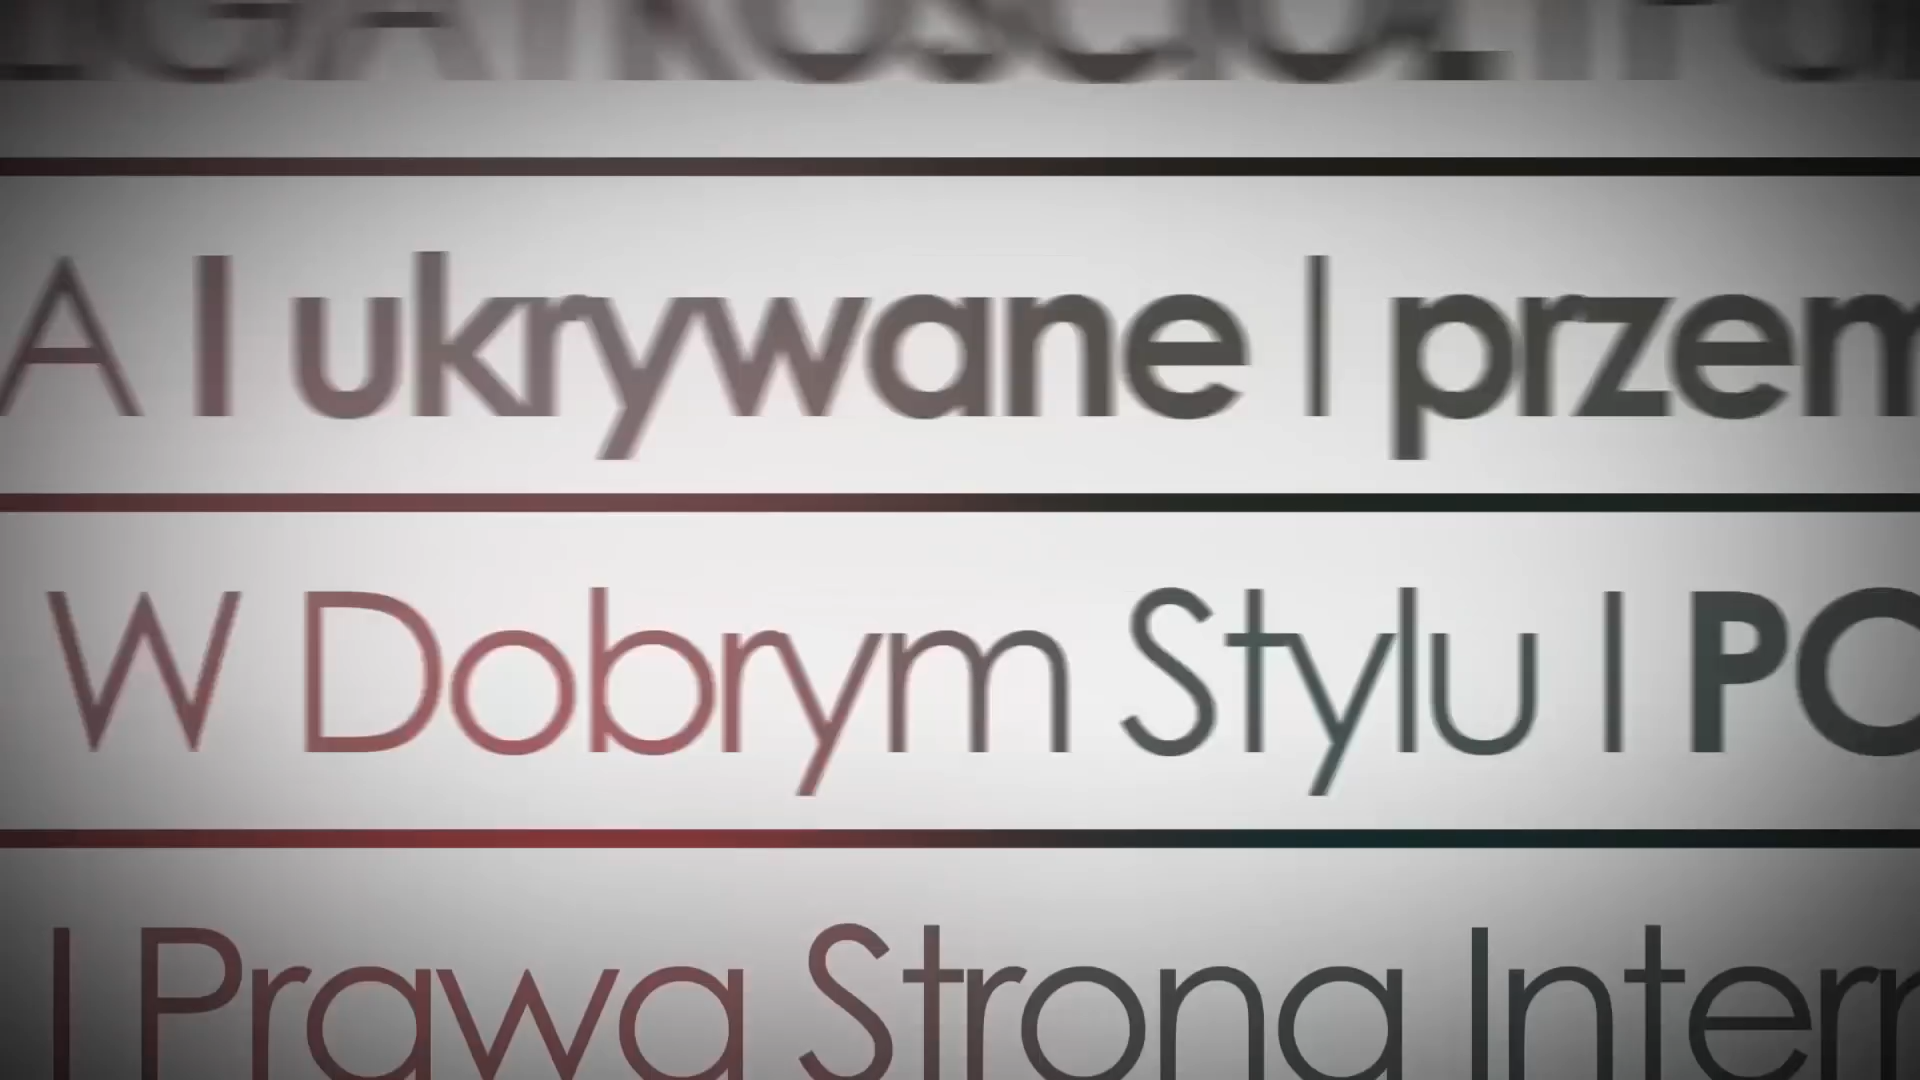 A I ukrywane | przem
W Dobrym Stylu | PO
| Prawa Strona Intern